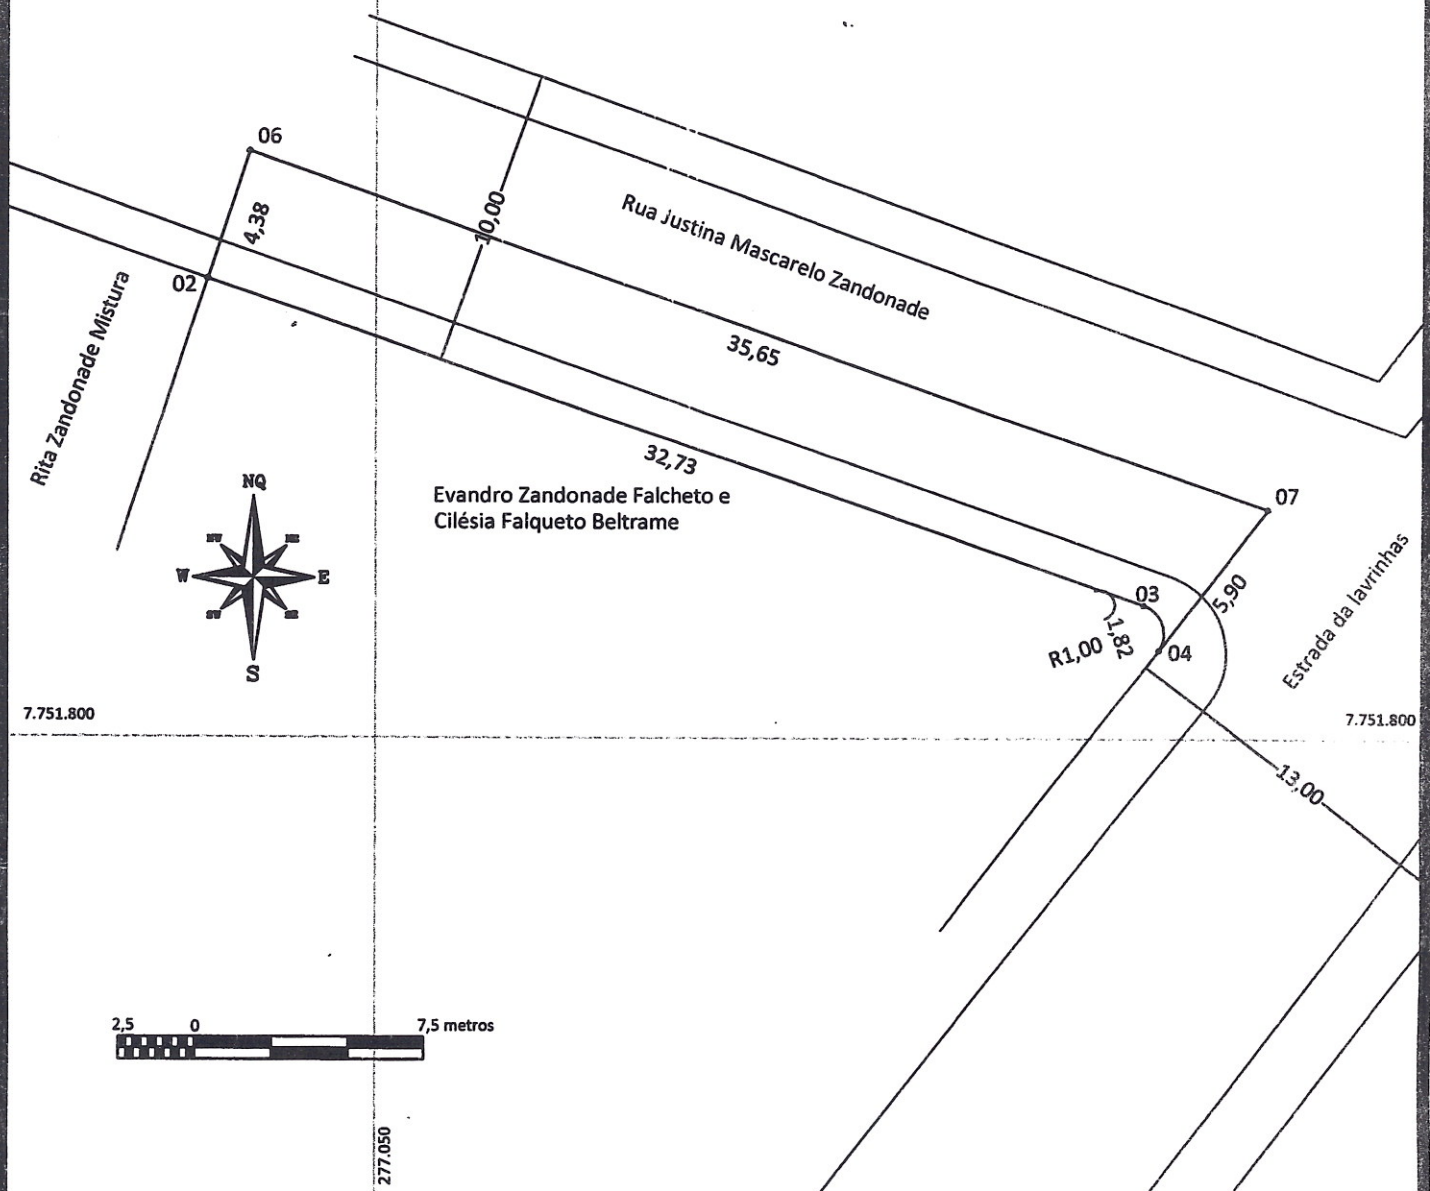 06
4,38
10,00
Rua Justina Mascarelo Zandonade
02
Rita Zandonade Mistura
35,65
32,73
Evandro Zandonade Falcheto e
Cilésia Falqueto Beltrame
07
NQ
W
E
S
03
5,90
1,82
R1,00
04
Estrada da lavrinhas
7.751.800
7.751.800
13,00
2,5
0
7,5 metros
277.050